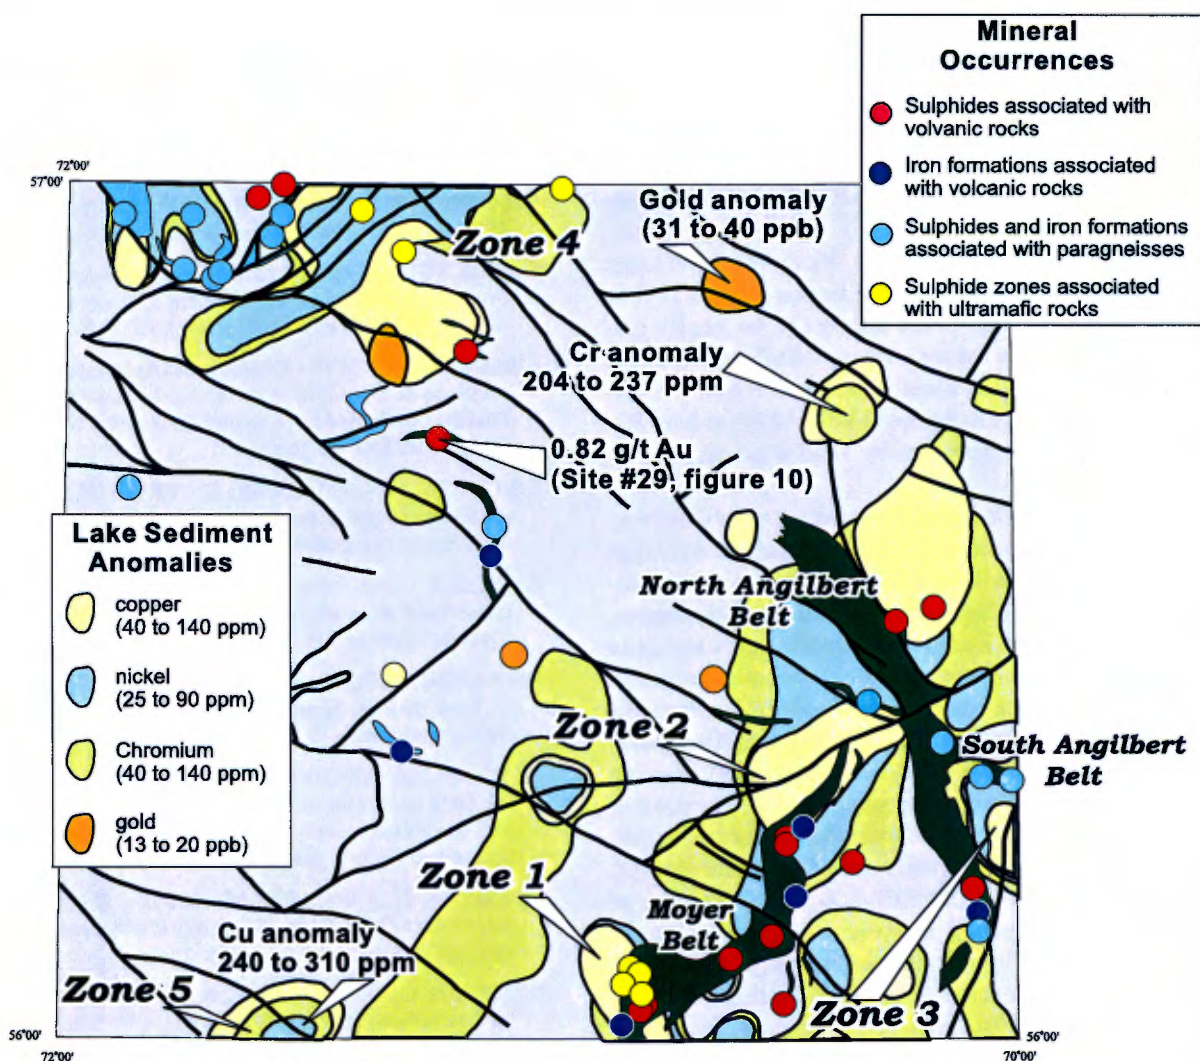 Mineral
Occurrences
Sulphides associated with
volvanic rocks
Iron formations associated
with volcanic rocks
Sulphides and iron formations
associated with paragneisses
Sulphide zones associated
with ultramafic rocks
72°00'
57°00'
Gold anomaly
(31 to 40 ppb)
Zone 4
Cr anomaly
204 to 237 ppm
0.82 g/t Au
(Site #29, figure 10)
Lake Sediment
Anomalies
copper
(40 to 140 ppm)
nickel
(25 to 90 ppm)
Chromium
(40 to 140 ppm)
gold
(13 to 20 ppb)
North Angilbert
Belt
Zone 2
South Angilbert
Belt
Zone 1
Moyer
Belt
Cu anomaly
240 to 310 ppm
Zone 5
Zone 3
56°00'
72°00'
56°00'
70°00'